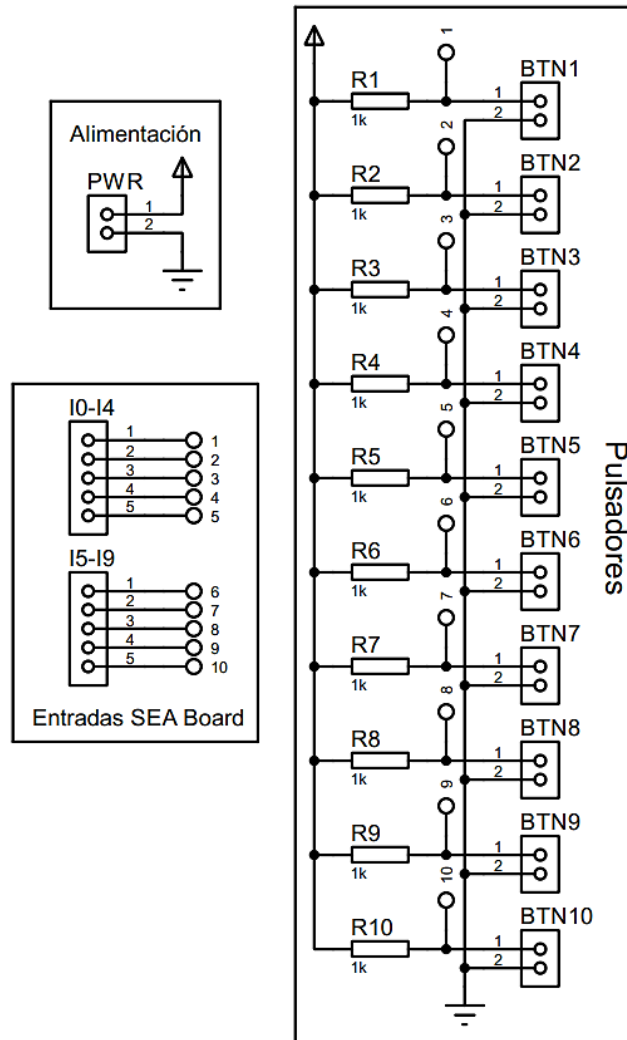 Alimentación
PWR
1
2
I0-I4
1 1
2 2
3 3
4 4
5 5
I5-I9
1 6
2 7
3 8
4 9
5 10
Entradas SEA Board
Pulsadores
1
R1
1k
BTN1
1
2
2
R2
1k
BTN2
1
2
3
R3
1k
BTN3
1
2
4
R4
1k
BTN4
1
2
5
R5
1k
BTN5
1
2
6
R6
1k
BTN6
1
2
7
R7
1k
BTN7
1
2
8
R8
1k
BTN8
1
2
9
R9
1k
BTN9
1
2
10
R10
1k
BTN10
1
2